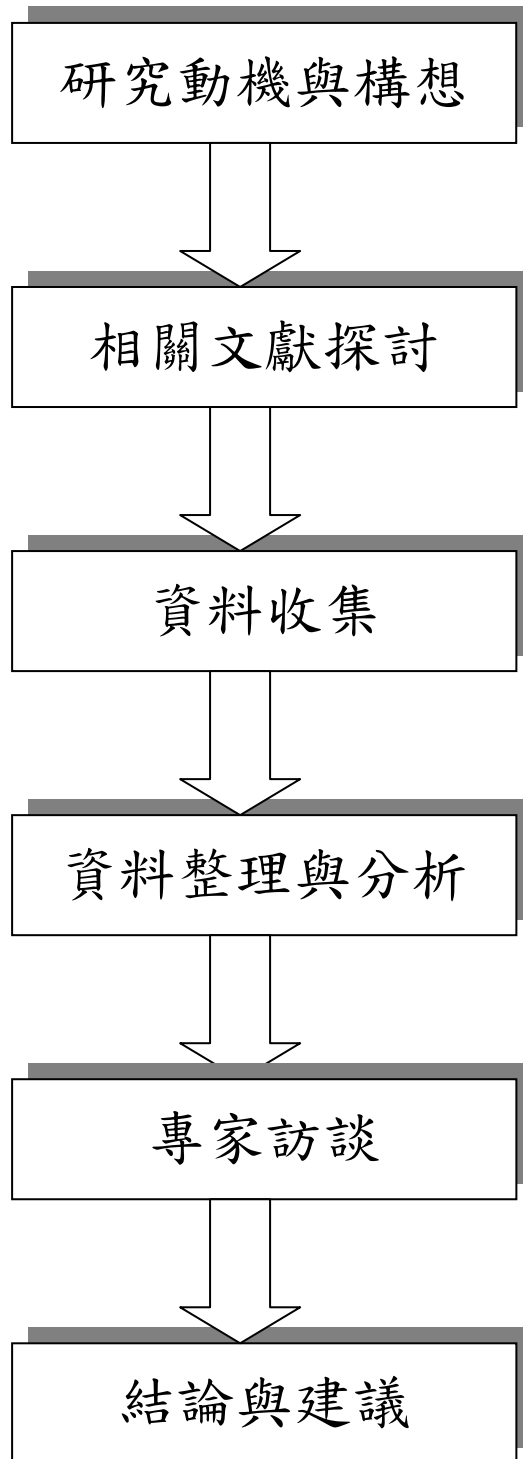 研究動機與構想
相關文獻探討
資料收集
資料整理與分析
專家訪談
結論與建議